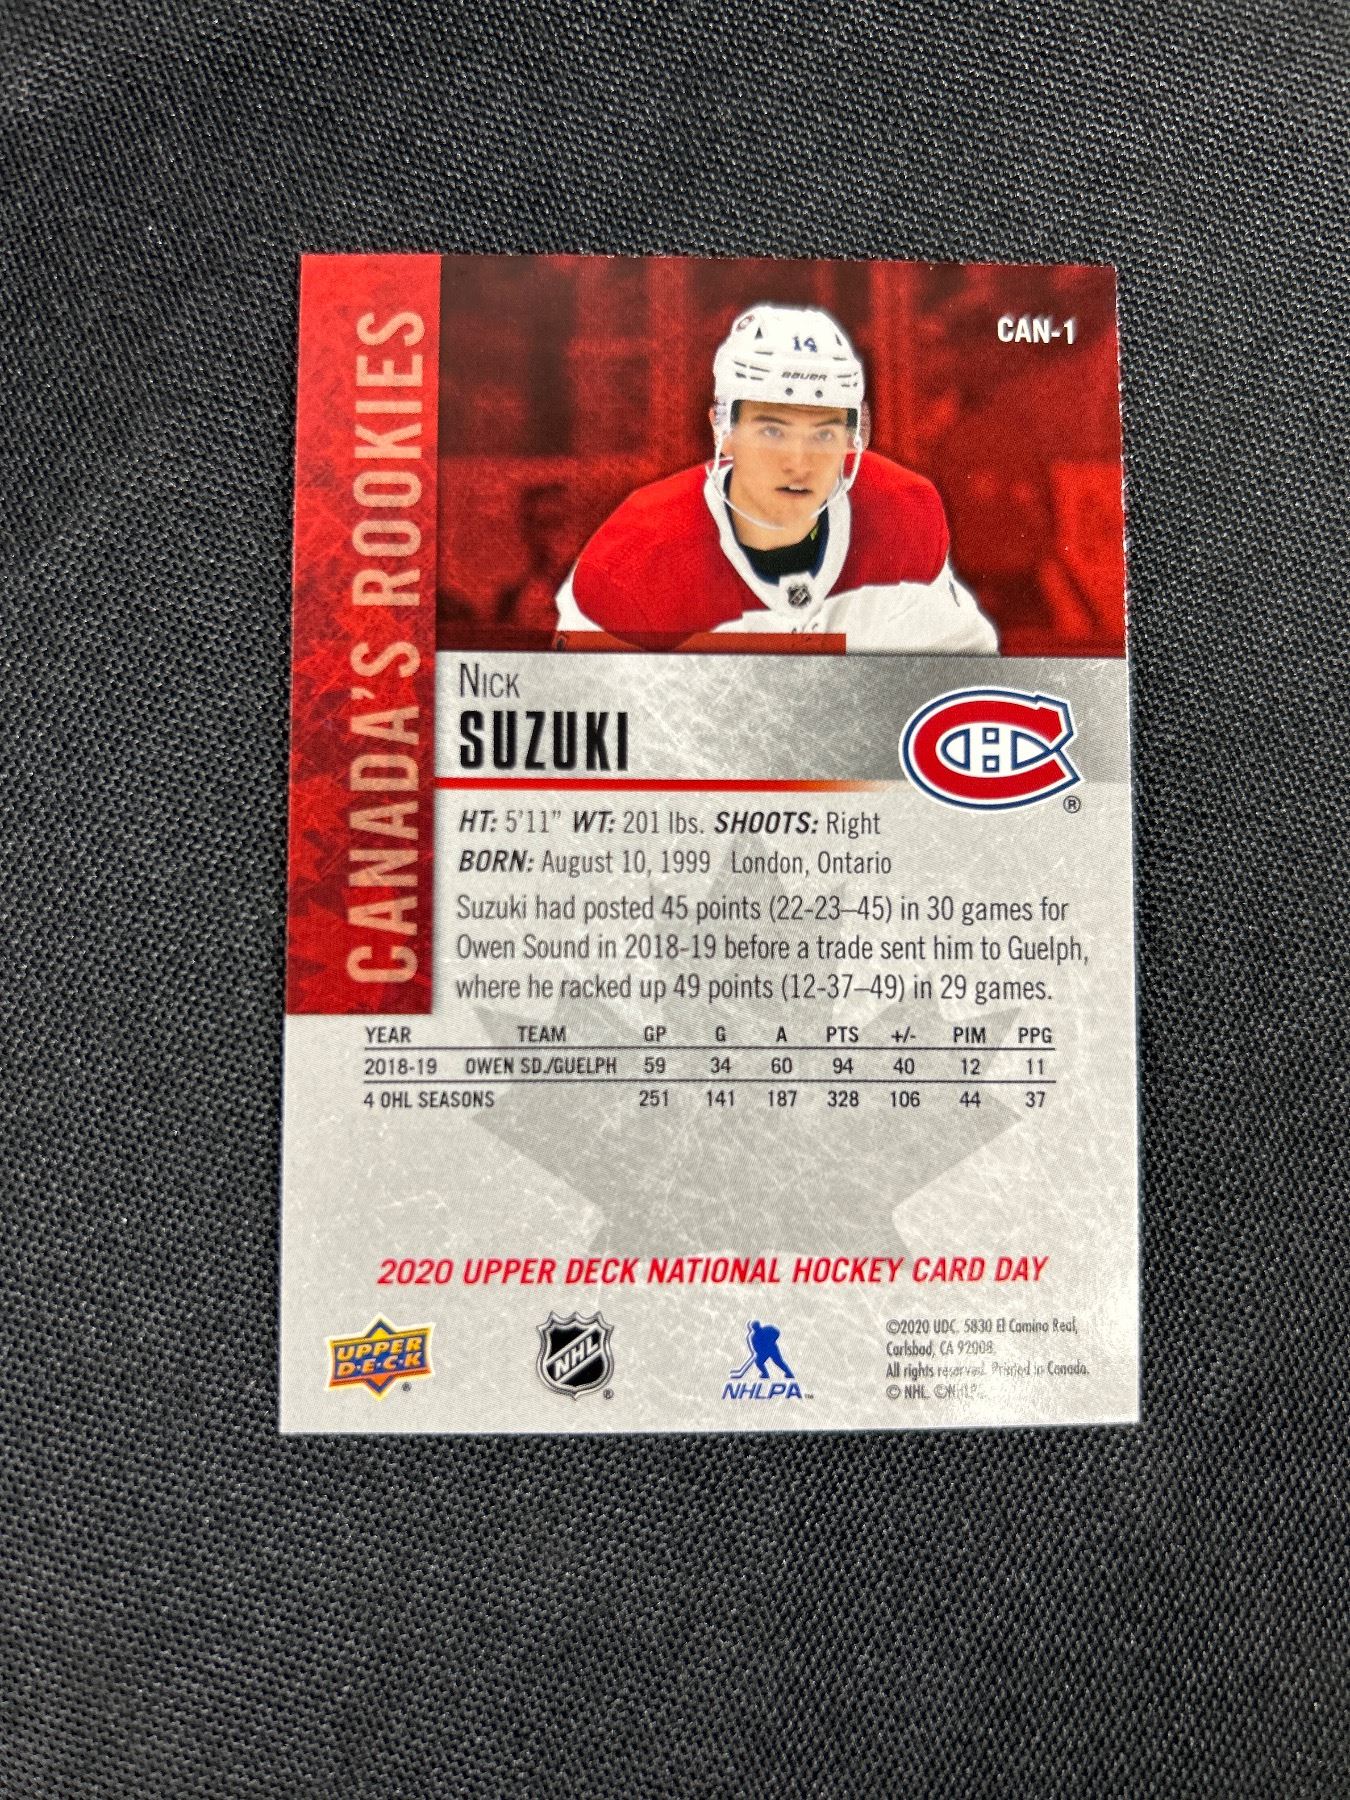 CANADA'S ROOKIES
CAN-1
14
BAUER
NICK
SUZUKI
HT: 5'11" WT: 201 lbs. SHOOTS: Right
BORN: August 10, 1999 London, Ontario
Suzuki had posted 45 points (22-23–45) in 30 games for
Owen Sound in 2018-19 before a trade sent him to Guelph,
where he racked up 49 points (12-37–49) in 29 games.
YEAR TEAM GP G A PTS +/- PIM PPG
2018-19 OWEN SD./GUELPH 59 34 60 94 40 12 11
4 OHL SEASONS 251 141 187 328 106 44 37
2020 UPPER DECK NATIONAL HOCKEY CARD DAY
UPPER
D·E·C·K
®
NHL
®
NHLPA™
©2020 UDC. 5830 El Camino Real,
Carlsbad, CA 92008.
All rights reserved. Printed in Canada.
© NHL. ©NHLPA.